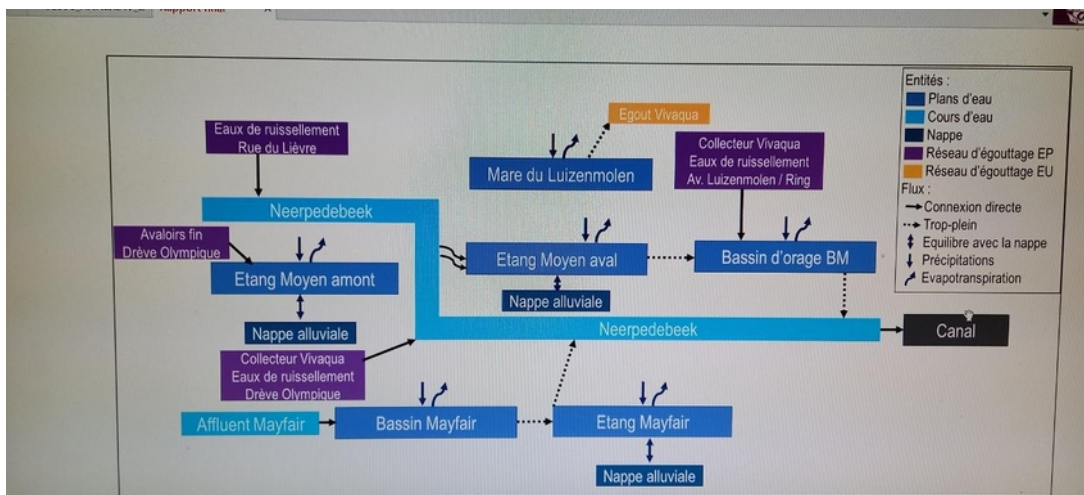 Rapport final
Entités :
Plans d'eau
Cours d'eau
Nappe
Réseau d'égouttage EP
Réseau d'égouttage EU
Flux :
Connexion directe
Trop-plein
Equilibre avec la nappe
Précipitations
Evapotranspiration
Egout Vivaqua
Eaux de ruissellement
Rue du Lièvre
Mare du Luizenmolen
Collecteur Vivaqua
Eaux de ruissellement
Av. Luizenmolen / Ring
Neerpedebeek
Avaloirs fin
Drève Olympique
Etang Moyen amont
Etang Moyen aval
Bassin d'orage BM
Nappe alluviale
Nappe alluviale
Neerpedebeek
Canal
Collecteur Vivaqua
Eaux de ruissellement
Drève Olympique
Affluent Mayfair
Bassin Mayfair
Etang Mayfair
Nappe alluviale